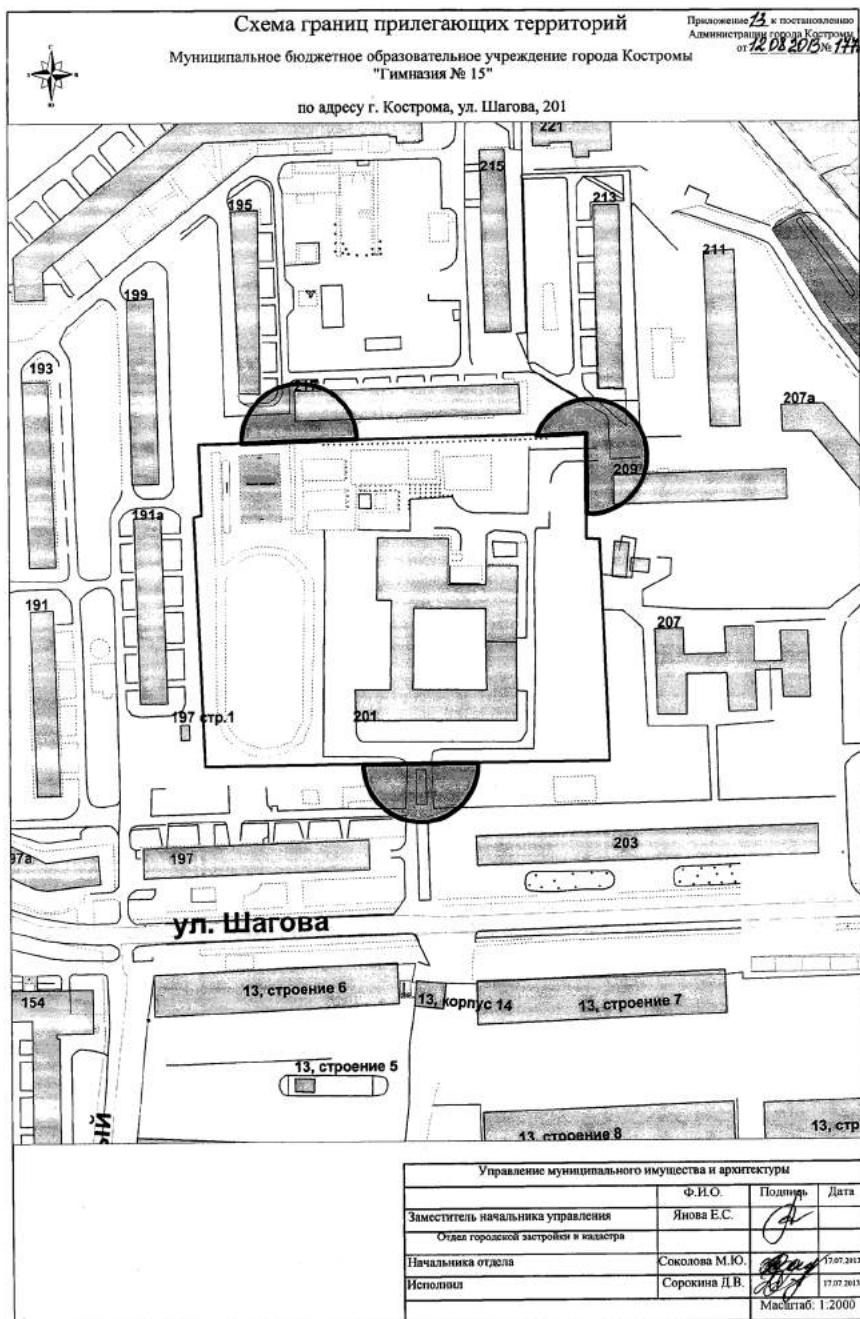 Схема границ прилегающих территорий
Приложение 13 к постановлению
Администрации города Костромы
от 12 08 2013 №
Муниципальное бюджетное образовательное учреждение города Костромы
"Гимназия № 15"
по адресу г. Кострома, ул. Шагова, 201
221
215
195
213
211
199
193
217
207а
209
191а
191
207
197 стр.1
201
203
97а
197
ул. Шагова
154
13, строение 6
13, корпус 14
13, строение 7
13, строение 5
ЫЙ
13, строение 8
13, стр
Управление муниципального имущества и архитектуры
Ф.И.О. Подпись Дата
Заместитель начальника управления Янова Е.С.
Отдел городской застройки и кадастра
Начальника отдела Соколова М.Ю. 17.07.2013
Исполнил Сорокина Д.В. 17.07.2013
Масштаб: 1:2000